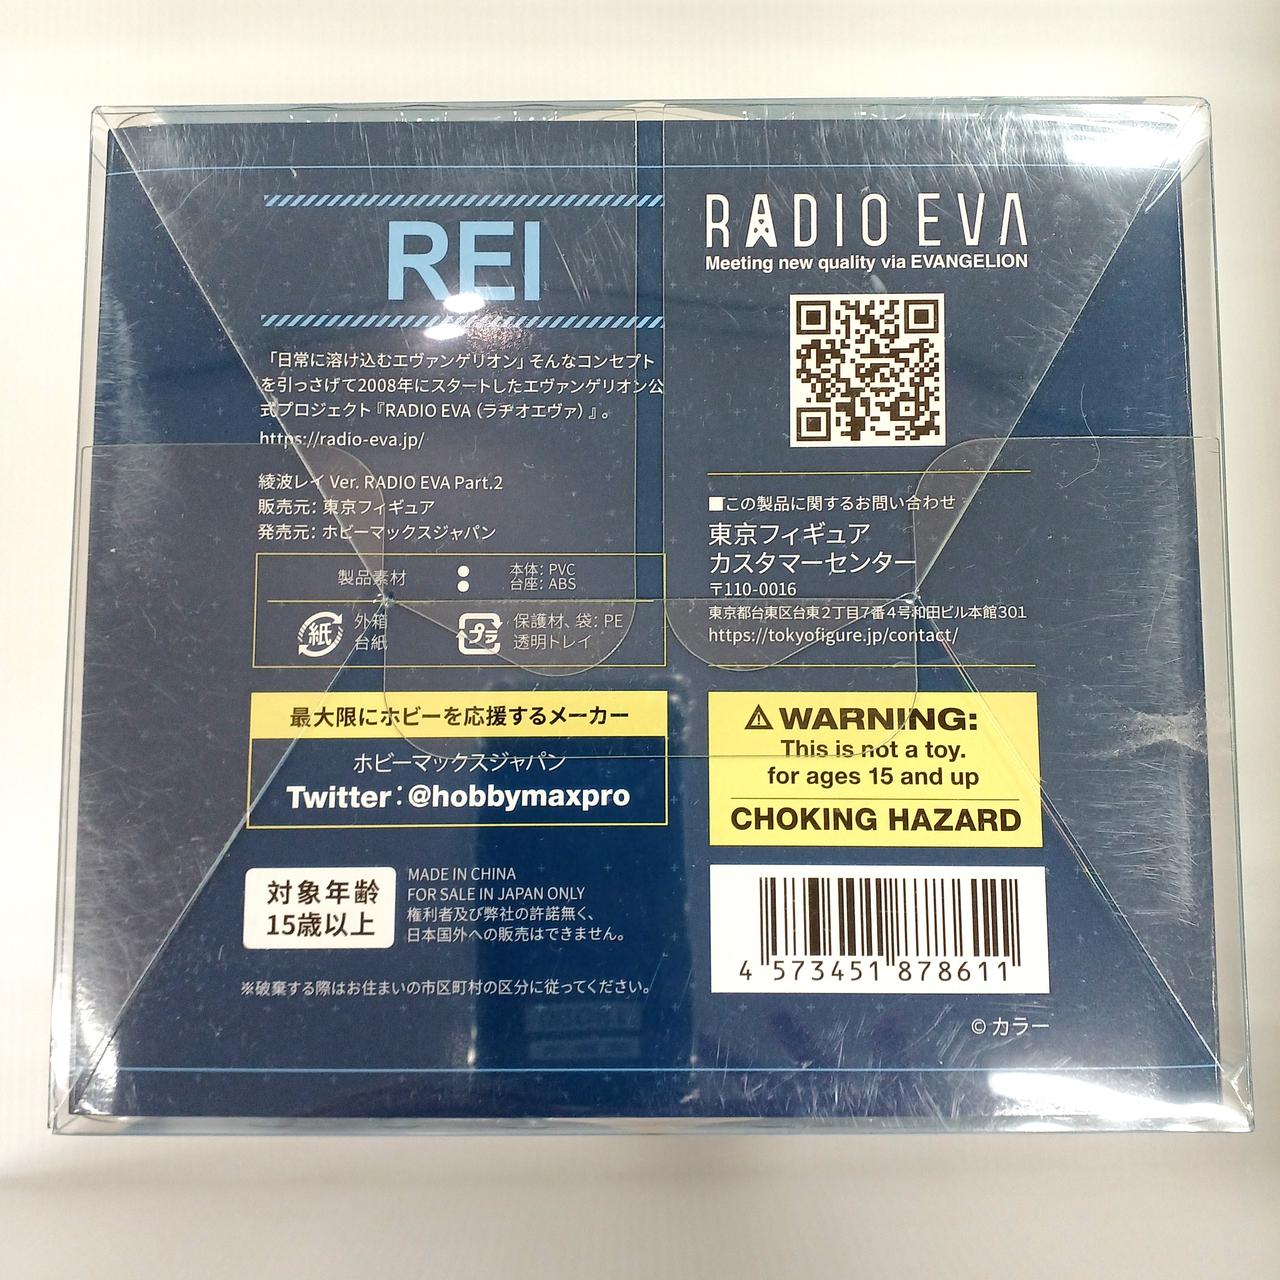 REI
「日常に溶け込むエヴァンゲリオン」そんなコンセプト
を引っさげて2008年にスタートしたエヴァンゲリオン公
式プロジェクト『RADIO EVA（ラヂオエヴァ）』。
https://radio-eva.jp/
綾波レイ Ver. RADIO EVA Part.2
販売元：東京フィギュア
発売元：ホビーマックスジャパン
製品素材
本体：PVC
台座：ABS
紙
外箱
台紙
プラ
保護材、袋：PE
透明トレイ
最大限にホビーを応援するメーカー
ホビーマックスジャパン
Twitter：@hobbymaxpro
対象年齢
15歳以上
MADE IN CHINA
FOR SALE IN JAPAN ONLY
権利者及び弊社の許諾無く、
日本国外への販売はできません。
※破棄する際はお住まいの市区町村の区分に従ってください。
RADIO EVA
Meeting new quality via EVANGELION
■この製品に関するお問い合わせ
東京フィギュア
カスタマーセンター
〒110-0016
東京都台東区台東2丁目7番4号和田ビル本館301
https://tokyofigure.jp/contact/
⚠WARNING:
This is not a toy.
for ages 15 and up
CHOKING HAZARD
4 573451 878611
© カラー